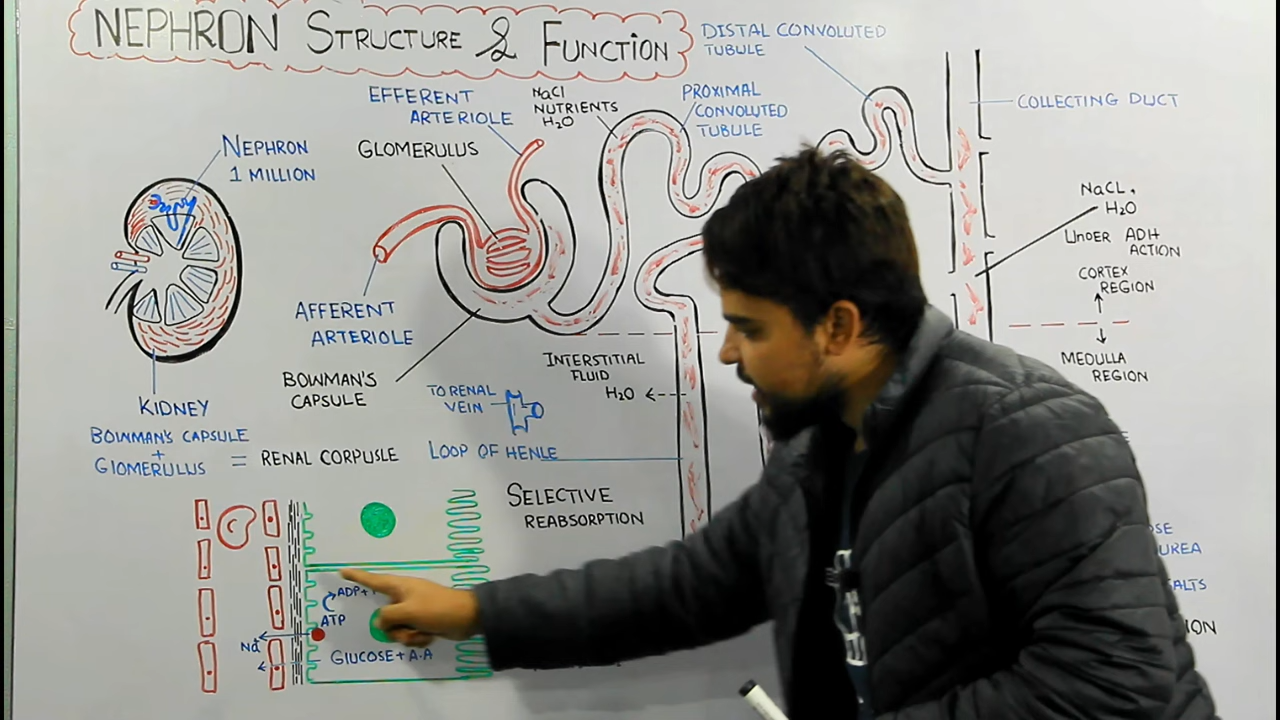 NEPHRON STRUCTURE & FUNCTION
DISTAL CONVOLUTED
TUBULE
EFFERENT
ARTERIOLE
NaCl
NUTRIENTS
H2O
PROXIMAL
CONVOLUTED
TUBULE
COLLECTING DUCT
NEPHRON
1 MILLION
GLOMERULUS
NaCL.
H2O
UNDER ADH
ACTION
CORTEX
REGION
AFFERENT
ARTERIOLE
MEDULLA
REGION
BOWMAN'S
CAPSULE
INTERSTITIAL
FLUID
H2O
TO RENAL
VEIN
KIDNEY
BOWMAN'S CAPSULE
+
GlOMERULUS = RENAL CORPUSLE
LOOP OF HENLE
SELECTIVE
REABSORPTION
ADP+
ATP
Na+
GLUCOSE+A.A
UREA